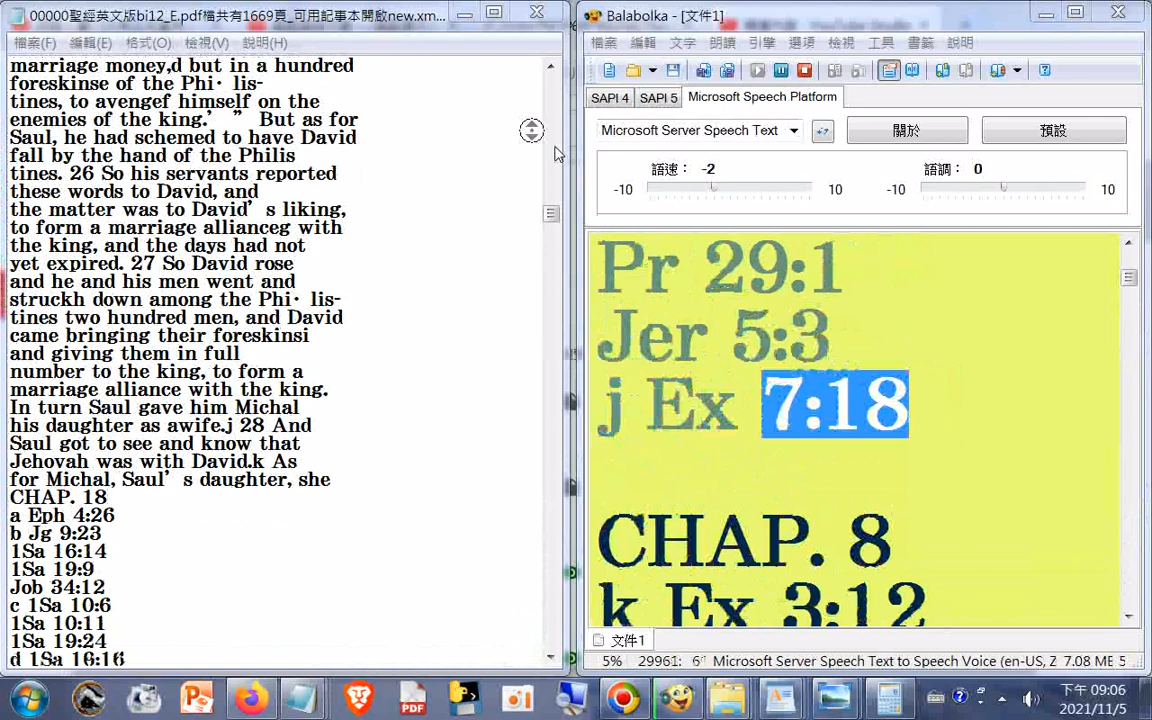 00000聖經英文版bi12_E.pdf檔共有1669頁_可用記事本開啟new.xm...
檔案(F) 編輯(E) 格式(O) 檢視(V) 說明(H)
marriage money,d but in a hundred
foreskinse of the Phi· lis-
tines, to avengef himself on the
enemies of the king.’ ” But as for
Saul, he had schemed to have David
fall by the hand of the Philis
tines. 26 So his servants reported
these words to David, and
the matter was to David’s liking,
to form a marriage allianceg with
the king, and the days had not
yet expired. 27 So David rose
and he and his men went and
struckh down among the Phi· lis-
tines two hundred men, and David
came bringing their foreskinsi
and giving them in full
number to the king, to form a
marriage alliance with the king.
In turn Saul gave him Michal
his daughter as awife.j 28 And
Saul got to see and know that
Jehovah was with David.k As
for Michal, Saul’s daughter, she
CHAP. 18
a Eph 4:26
b Jg 9:23
1Sa 16:14
1Sa 19:9
Job 34:12
c 1Sa 10:6
1Sa 10:11
1Sa 19:24
d 1Sa 16:16
Balabolka - [文件1]
檔案 編輯 文字 朗讀 引擎 選項 檢視 工具 書籤 說明
SAPI 4 SAPI 5 Microsoft Speech Platform
Microsoft Server Speech Text 關於 預設
語速: -2 語調: 0
-10 10 -10 10
Pr 29:1
Jer 5:3
j Ex 7:18
CHAP. 8
k Ex 3:12
文件1
5% 29961: 6 Microsoft Server Speech Text to Speech Voice (en-US, Z 7.08 MB 5
PDF
下午 09:06
2021/11/5